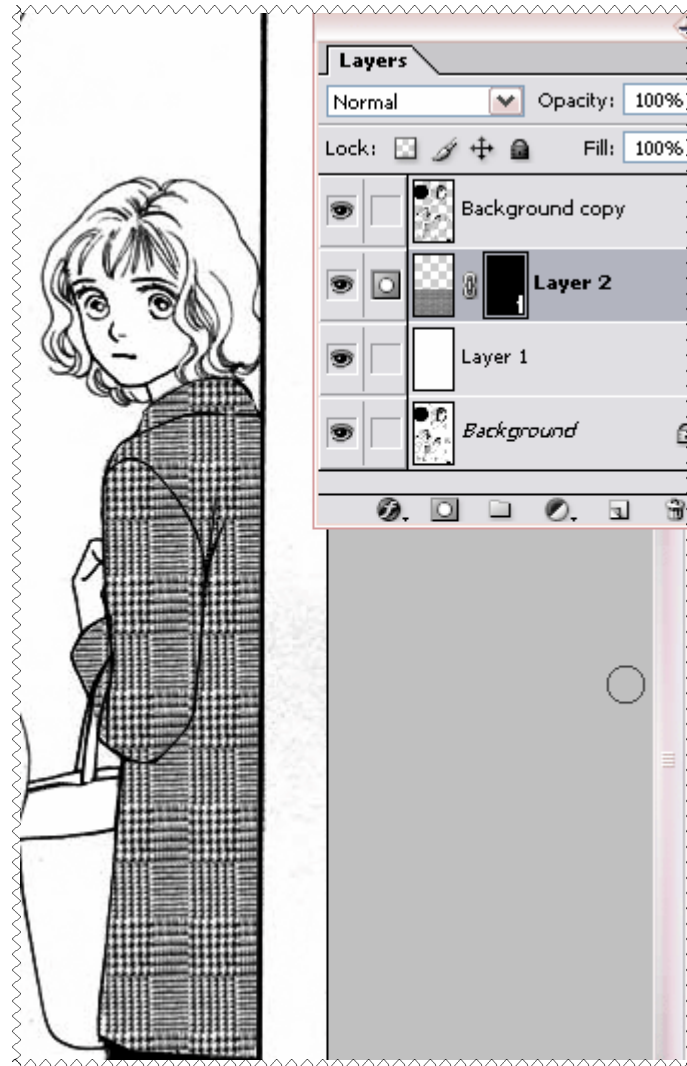 Layers
Normal Opacity: 100%
Lock: Fill: 100%
Background copy
Layer 2
Layer 1
Background